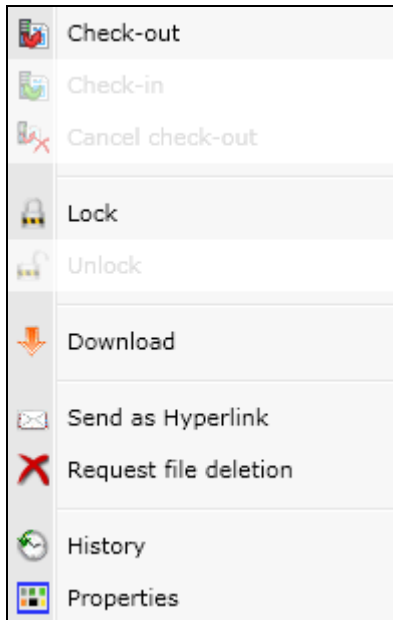 Check-out
Check-in
Cancel check-out
Lock
Unlock
Download
Send as Hyperlink
Request file deletion
History
Properties